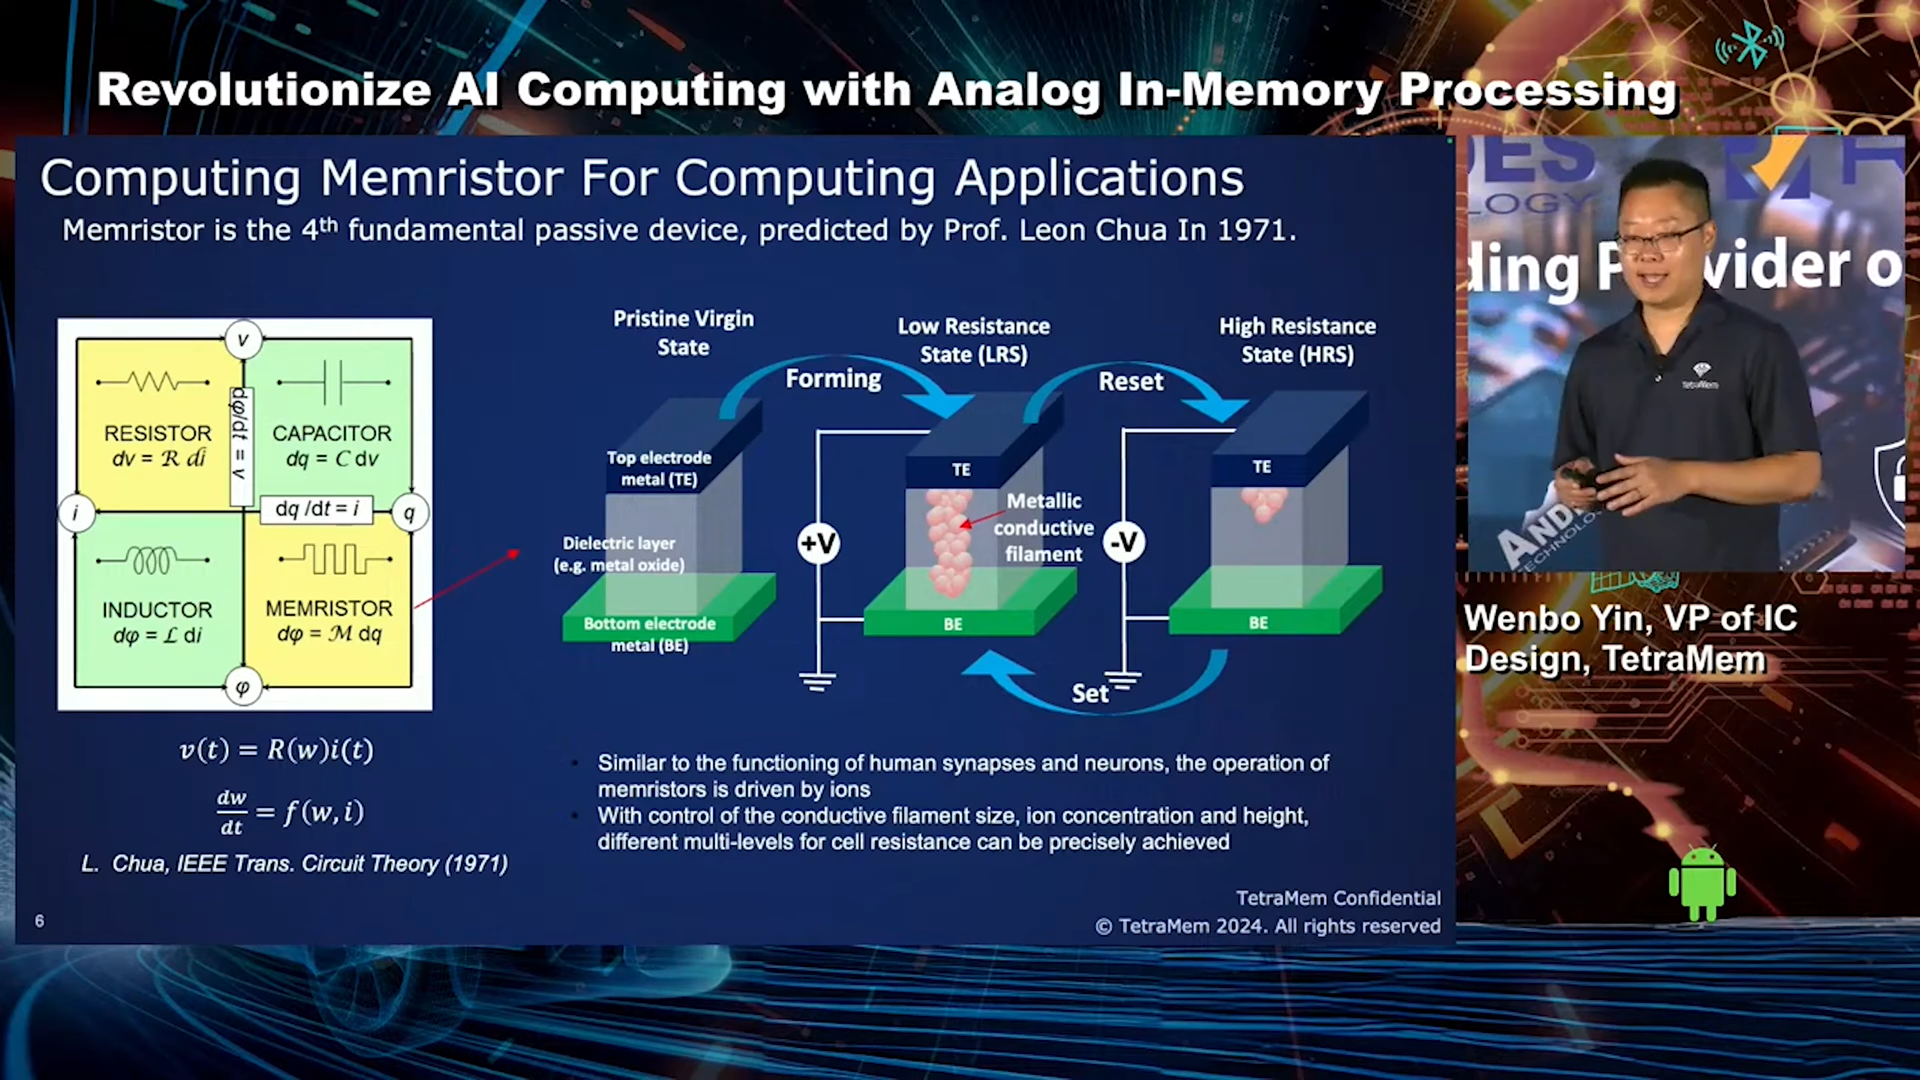 Revolutionize AI Computing with Analog In-Memory Processing
Computing Memristor For Computing Applications
Memristor is the 4th fundamental passive device, predicted by Prof. Leon Chua In 1971.
v
RESISTOR
dv = R di
CAPACITOR
dq = C dv
dφ/dt = v
i
dq/dt = i
q
INDUCTOR
dφ = L di
MEMRISTOR
dφ = M dq
φ
v(t) = R(w)i(t)
dw/dt = f(w, i)
L. Chua, IEEE Trans. Circuit Theory (1971)
Pristine Virgin
State
Forming
Low Resistance
State (LRS)
Reset
High Resistance
State (HRS)
Top electrode
metal (TE)
Dielectric layer
(e.g. metal oxide)
Bottom electrode
metal (BE)
+V
TE
Metallic
conductive
filament
BE
-V
TE
BE
Set
Similar to the functioning of human synapses and neurons, the operation of
memristors is driven by ions
With control of the conductive filament size, ion concentration and height,
different multi-levels for cell resistance can be precisely achieved
TetraMem Confidential
© TetraMem 2024. All rights reserved
6
DES
LOGY
ding P vider o
TetraMem
AND
TECHNOLO
Wenbo Yin, VP of IC
Design, TetraMem